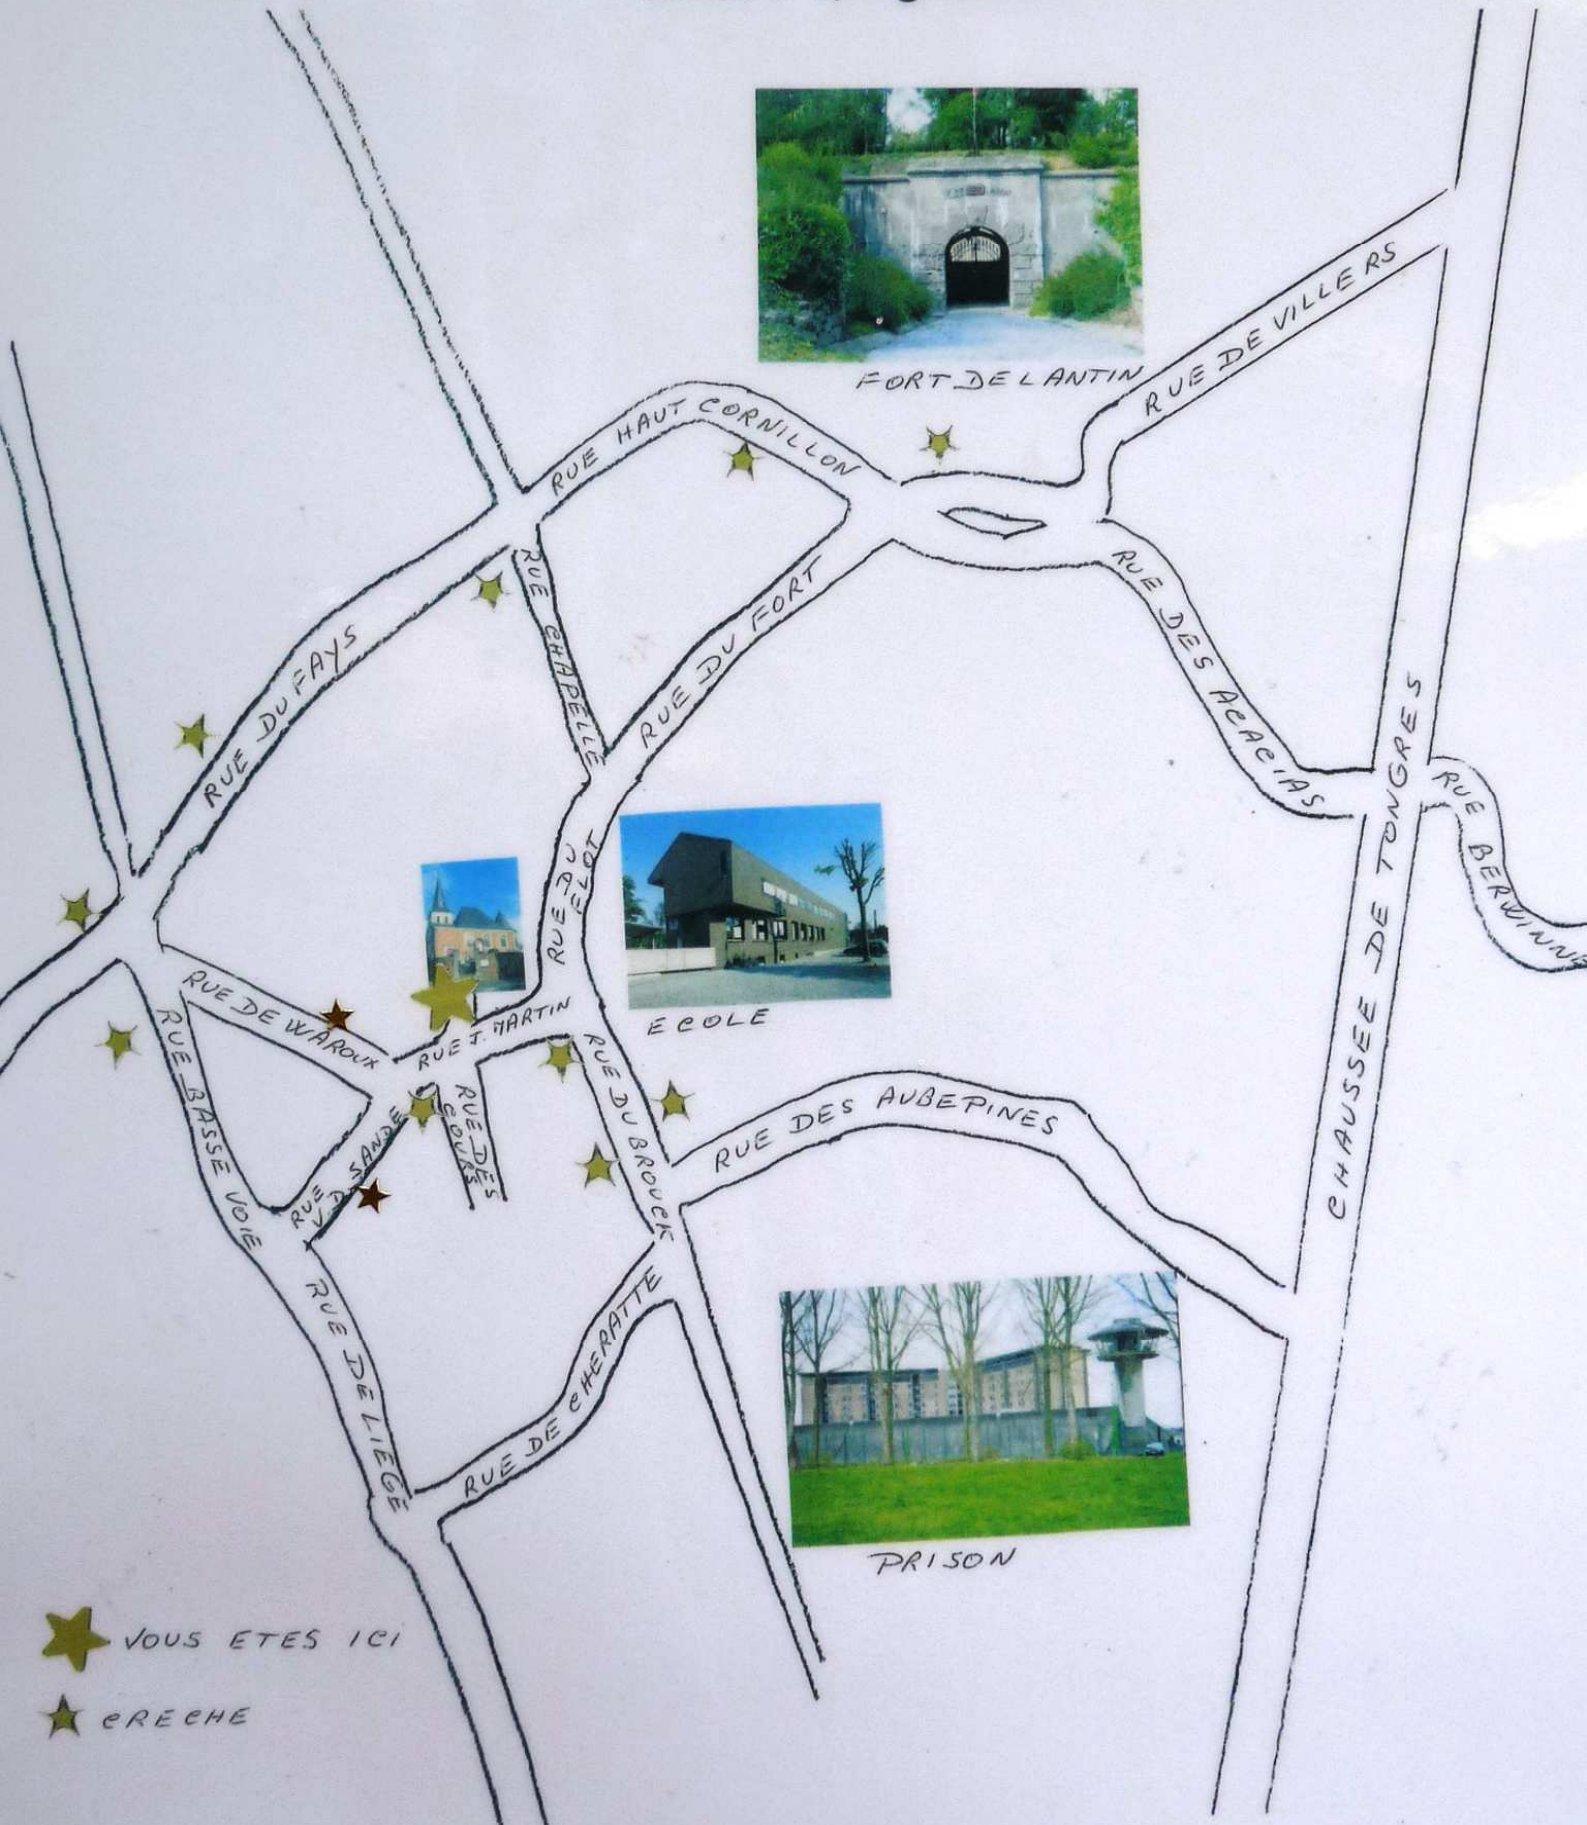 FORT DE LANTIN
RUE DE VILLERS
RUE HAUT CORNILLON
RUE CHAPELLE
RUE DU FORT
RUE DES ACACIAS
RUE DU FAYS
CHAUSSEE DE TONGRES
RUE BERWINNE
RUE DU
FLOT
ECOLE
RUE DE WAROUX
RUE J. MARTIN
RUE BASSE VOIE
RUE
V.D. SANDE
RUE DES
COURS
RUE DU BROUCK
RUE DES AUBEPINES
RUE DE LIEGE
RUE DE CHERATTE
PRISON
VOUS ETES ICI
CRECHE